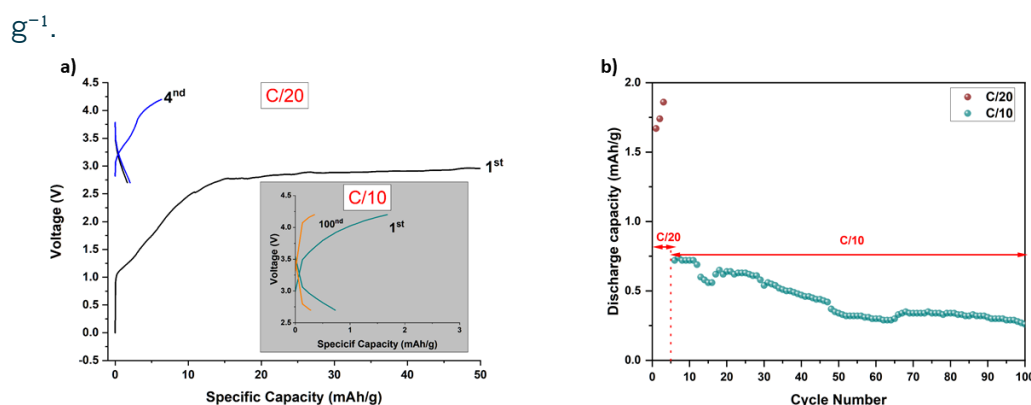 g⁻¹.
a)
C/20
4nd
1st
4.5
4.0
3.5
3.0
2.5
2.0
1.5
1.0
0.5
0.0
-0.5
Voltage (V)
0
10
20
30
40
50
Specific Capacity (mAh/g)
C/10
100nd
1st
4.5
4.0
3.5
3.0
2.5
Voltage (V)
0
1
2
3
Specicif Capacity (mAh/g)
b)
C/20
C/10
2.0
1.5
1.0
0.5
0.0
Discharge capacity (mAh/g)
C/20
C/10
0
10
20
30
40
50
60
70
80
90
100
Cycle Number